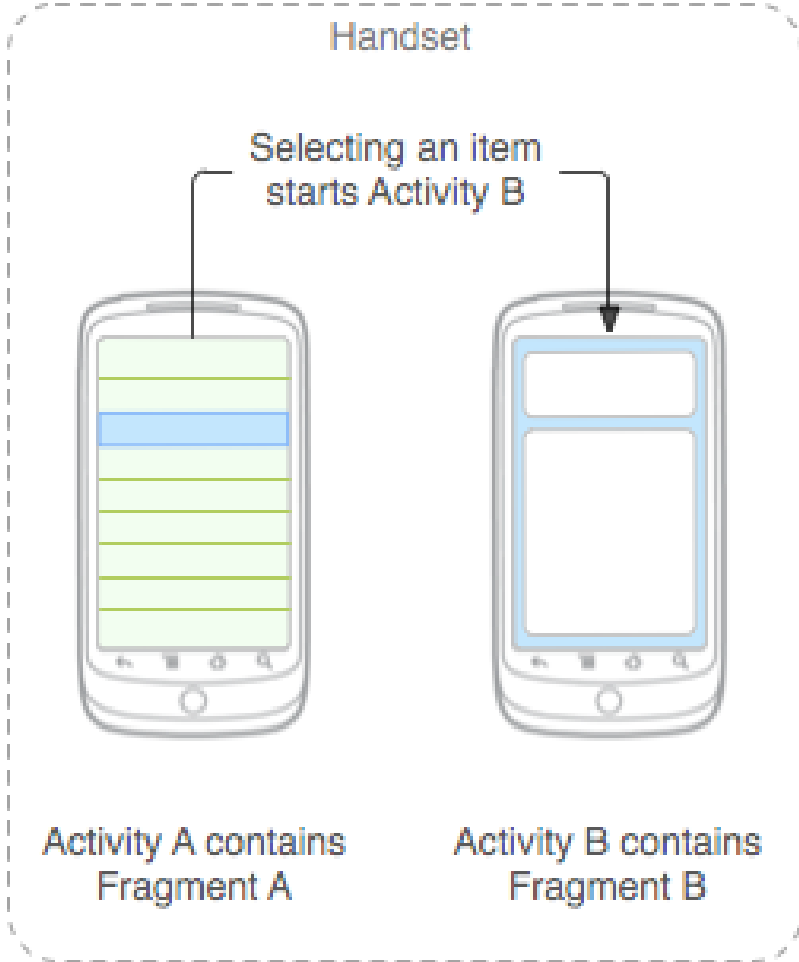 Handset
Selecting an item
starts Activity B
Activity A contains
Fragment A
Activity B contains
Fragment B